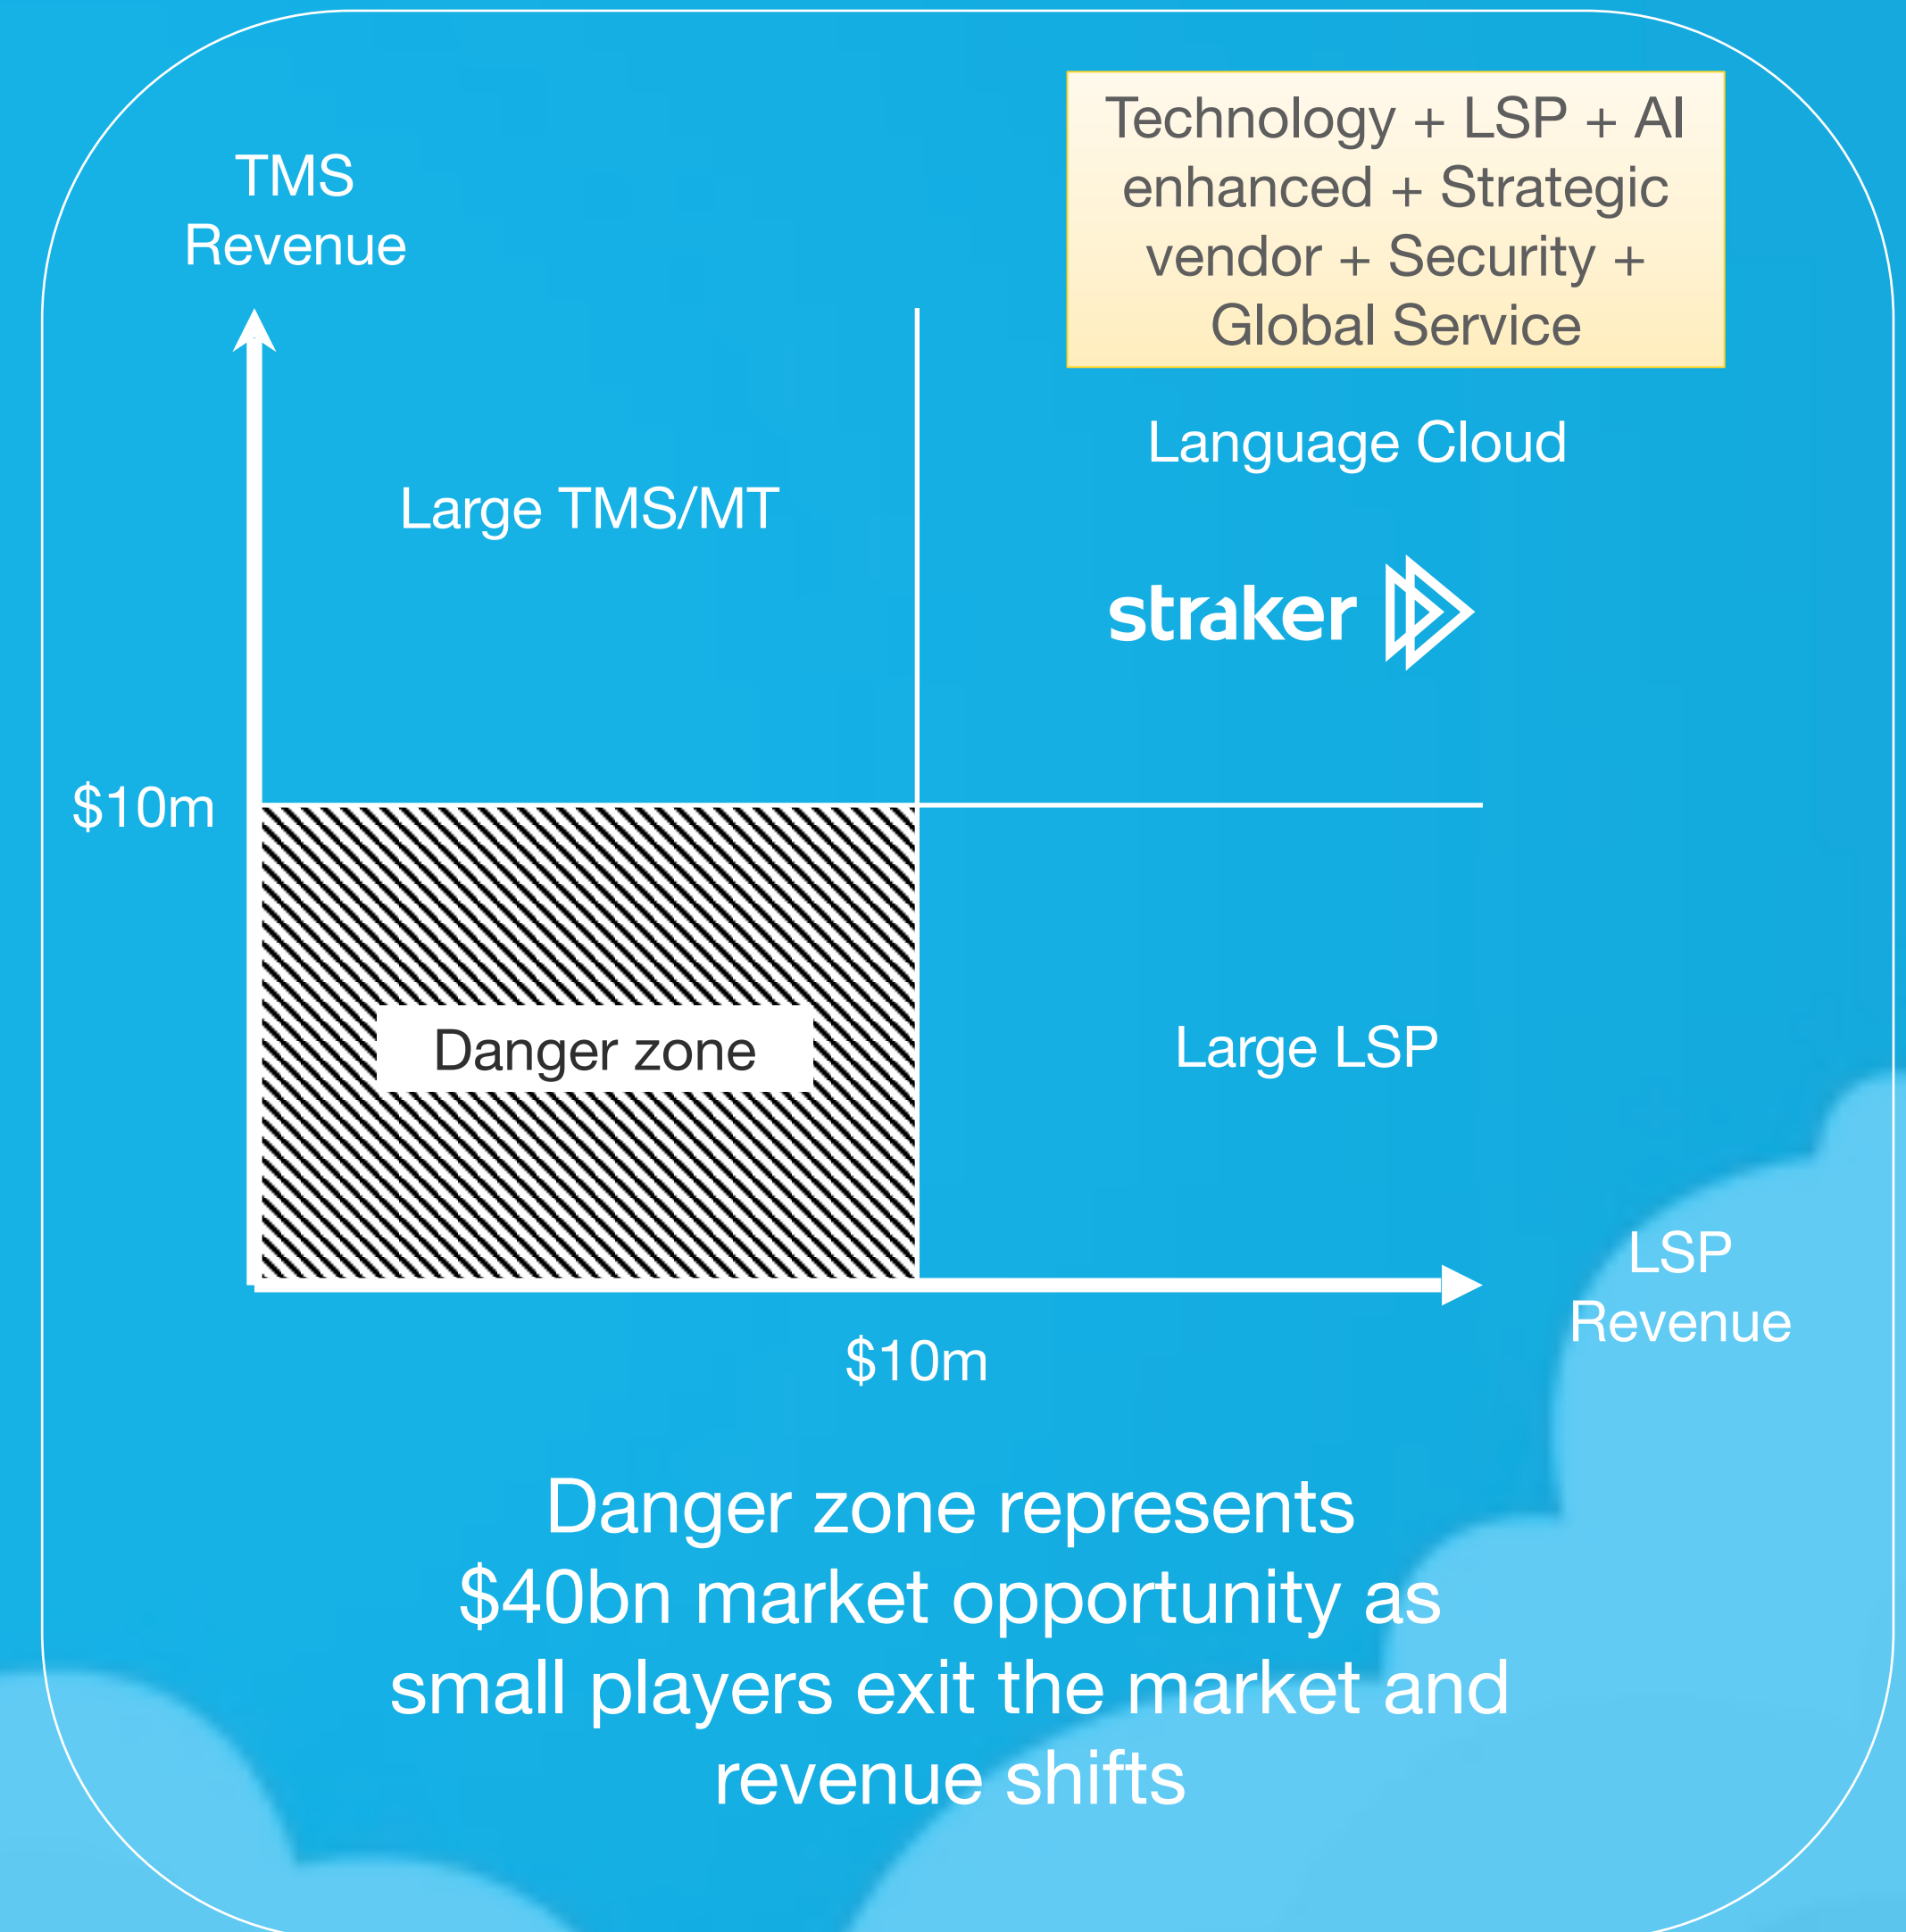 TMS
Revenue
Technology + LSP + AI
enhanced + Strategic
vendor + Security +
Global Service
Language Cloud
Large TMS/MT
straker
$10m
Danger zone
Large LSP
LSP
Revenue
$10m
Danger zone represents
$40bn market opportunity as
small players exit the market and
revenue shifts